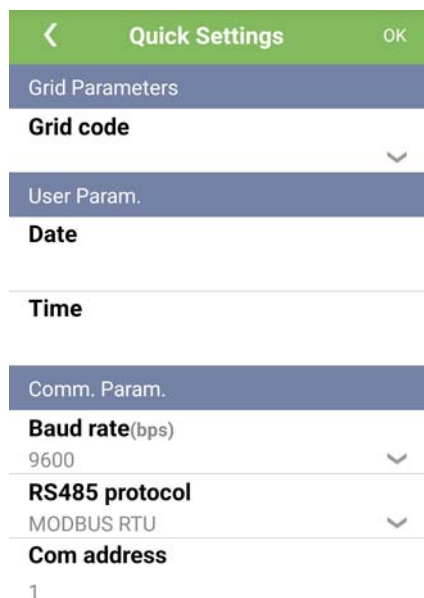 Quick Settings OK
Grid Parameters
Grid code
User Param.
Date
Time
Comm. Param.
Baud rate(bps)
9600
RS485 protocol
MODBUS RTU
Com address
1